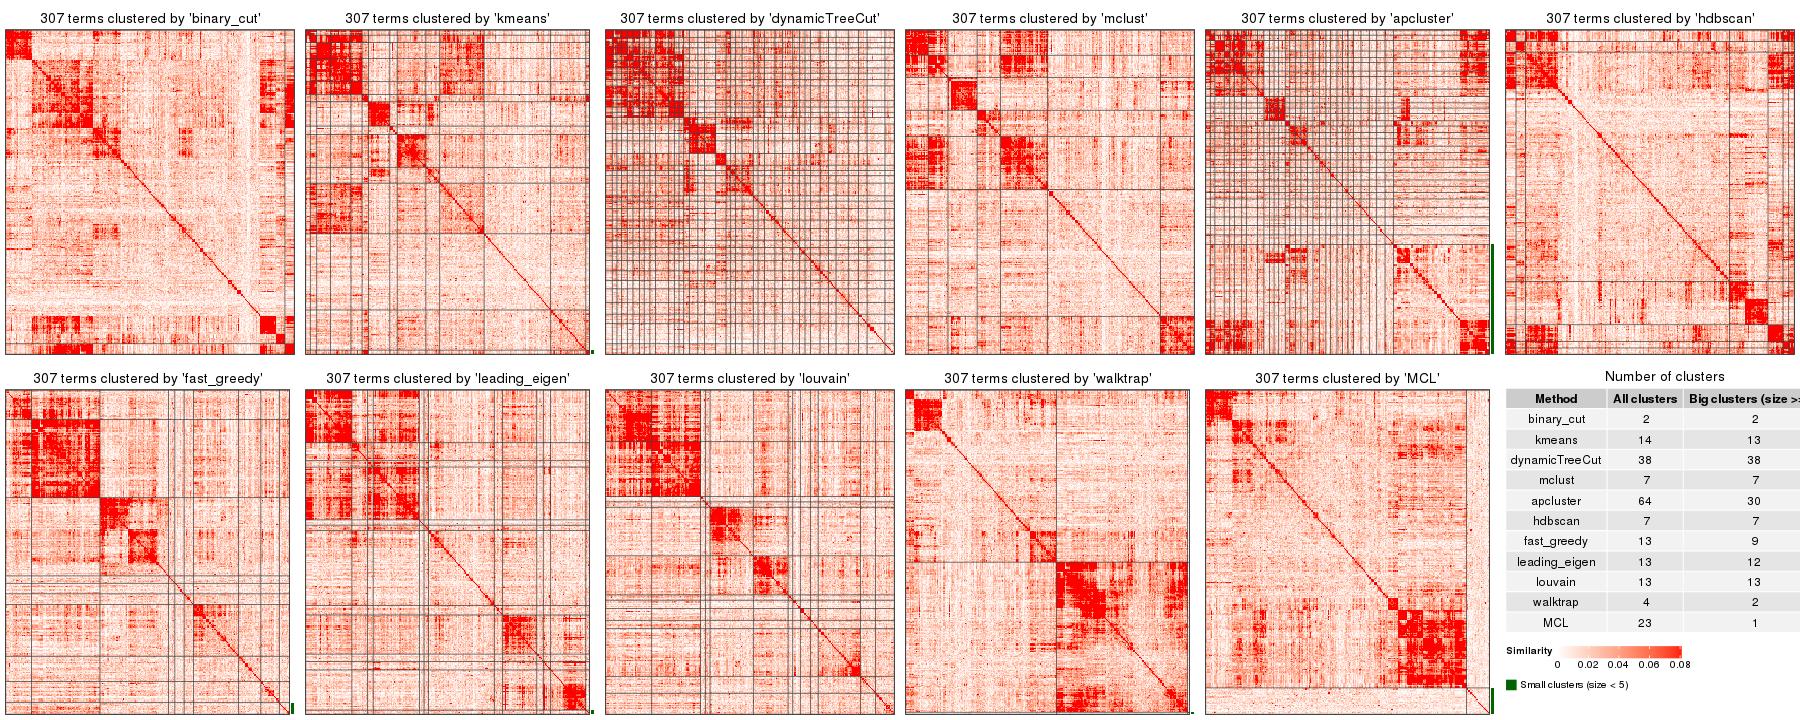 307 terms clustered by 'binary_cut'
307 terms clustered by 'kmeans'
307 terms clustered by 'dynamicTreeCut'
307 terms clustered by 'mclust'
307 terms clustered by 'apcluster'
307 terms clustered by 'hdbscan'
307 terms clustered by 'fast_greedy'
307 terms clustered by 'leading_eigen'
307 terms clustered by 'louvain'
307 terms clustered by 'walktrap'
307 terms clustered by 'MCL'
Number of clusters
Method All clusters Big clusters (size >=
binary_cut 2 2
kmeans 14 13
dynamicTreeCut 38 38
mclust 7 7
apcluster 64 30
hdbscan 7 7
fast_greedy 13 9
leading_eigen 13 12
louvain 13 13
walktrap 4 2
MCL 23 1
Similarity
0 0.02 0.04 0.06 0.08
Small clusters (size < 5)